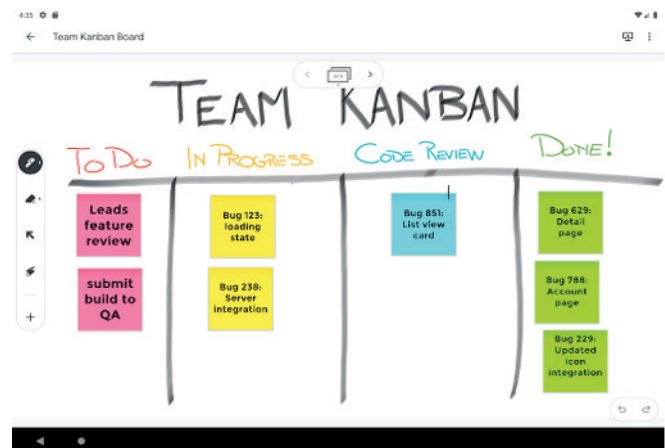 4:35
Team Kanban Board
TEAM KANBAN
TO DO
IN PROGRESS
CODE REVIEW
DONE!
Leads
feature
review
submit
build to
QA
Bug 123:
loading
state
Bug 238:
Server
integration
Bug 851:
List view
card
Bug 629:
Detail
page
Bug 788:
Account
page
Bug 229:
Updated
icon
integration